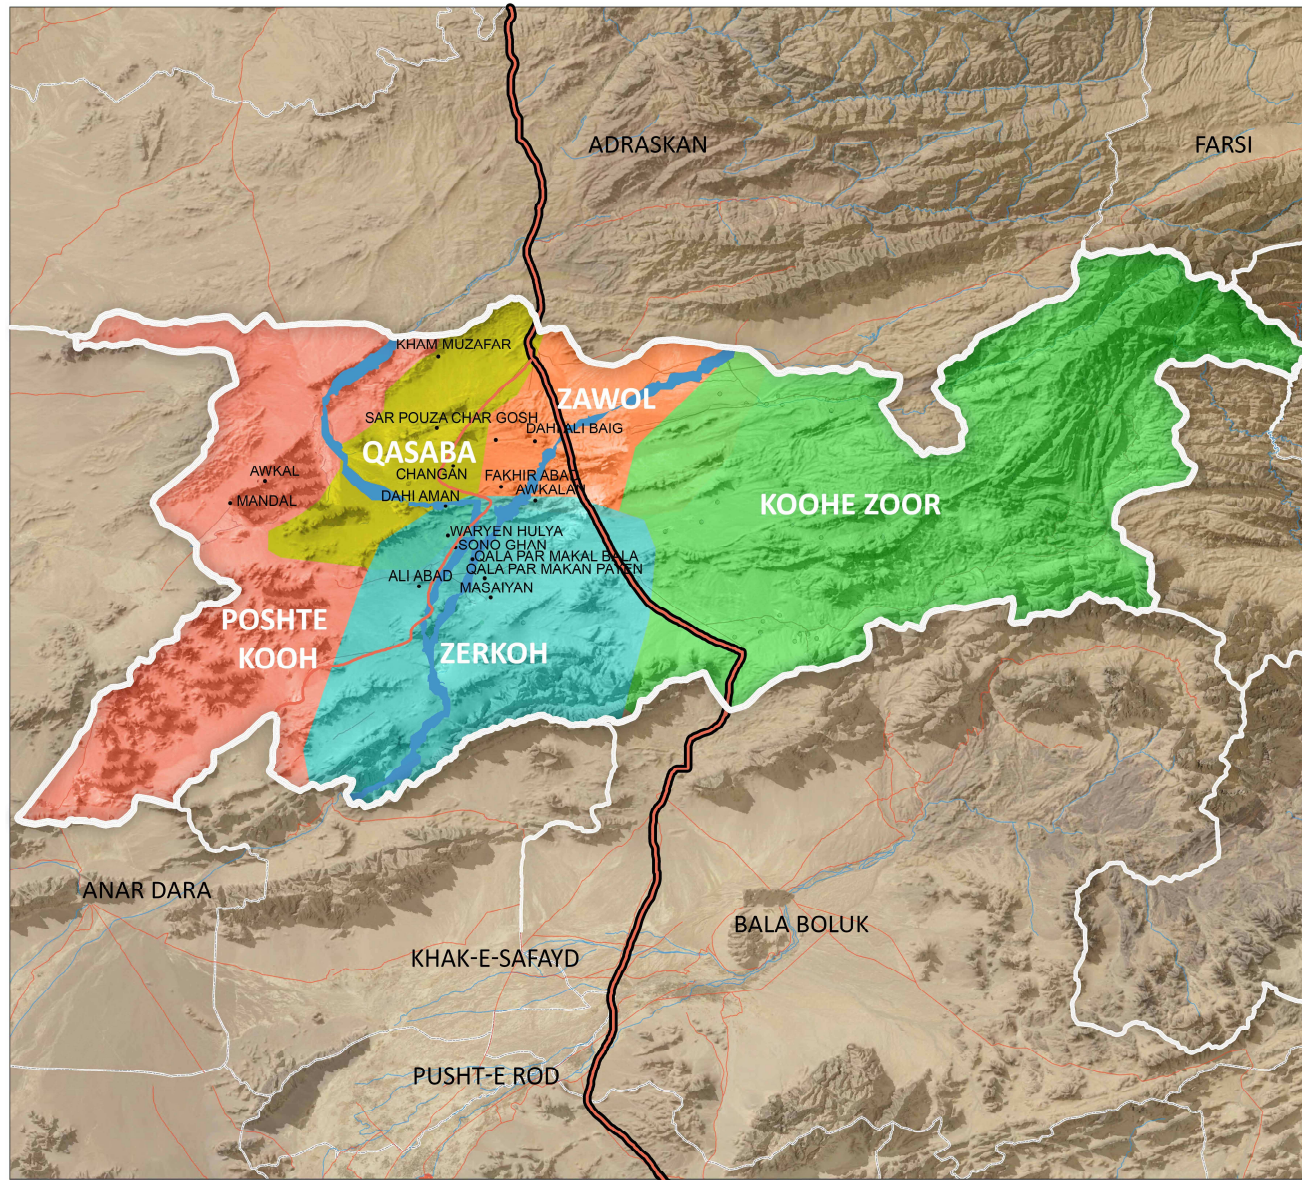 ADRASKAN
FARSI
KHAM MUZAFAR
ZAWOL
SAR POUZA CHAR GOSH
DAHI ALI BAIG
QASABA
AWKAL
CHANGAN
FAKHIR ABAD
MANDAL
DAHI AMAN
AWKALAN
KOOHE ZOOR
WARYEN HULYA
SONO GHAN
QALA PAR MAKAL BALA
QALA PAR MAKAN PAYEN
ALI ABAD
MASAIYAN
POSHTE
KOOH
ZERKOH
ANAR DARA
BALA BOLUK
KHAK-E-SAFAYD
PUSHT-E ROD